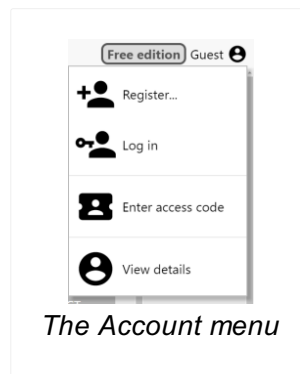 Free edition Guest
Register...
Log in
Enter access code
View details
The Account menu